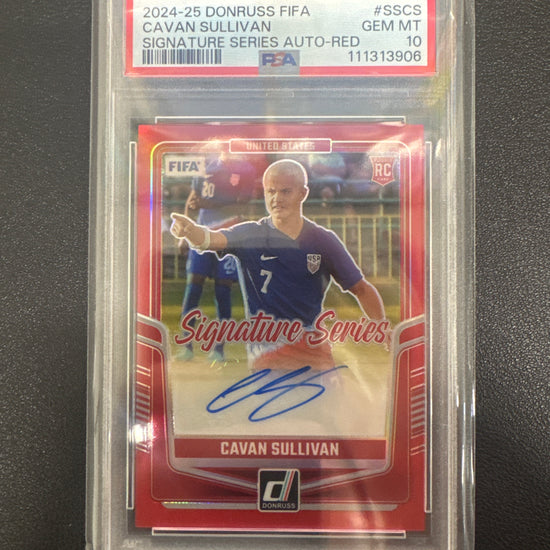 2024-25 DONRUSS FIFA #SSCS
CAVAN SULLIVAN GEM MT
SIGNATURE SERIES AUTO-RED 10
PSA 111313906
UNITED STATES
FIFA
RC
20
USA
7
Signature Series
CAVAN SULLIVAN
d
DONRUSS